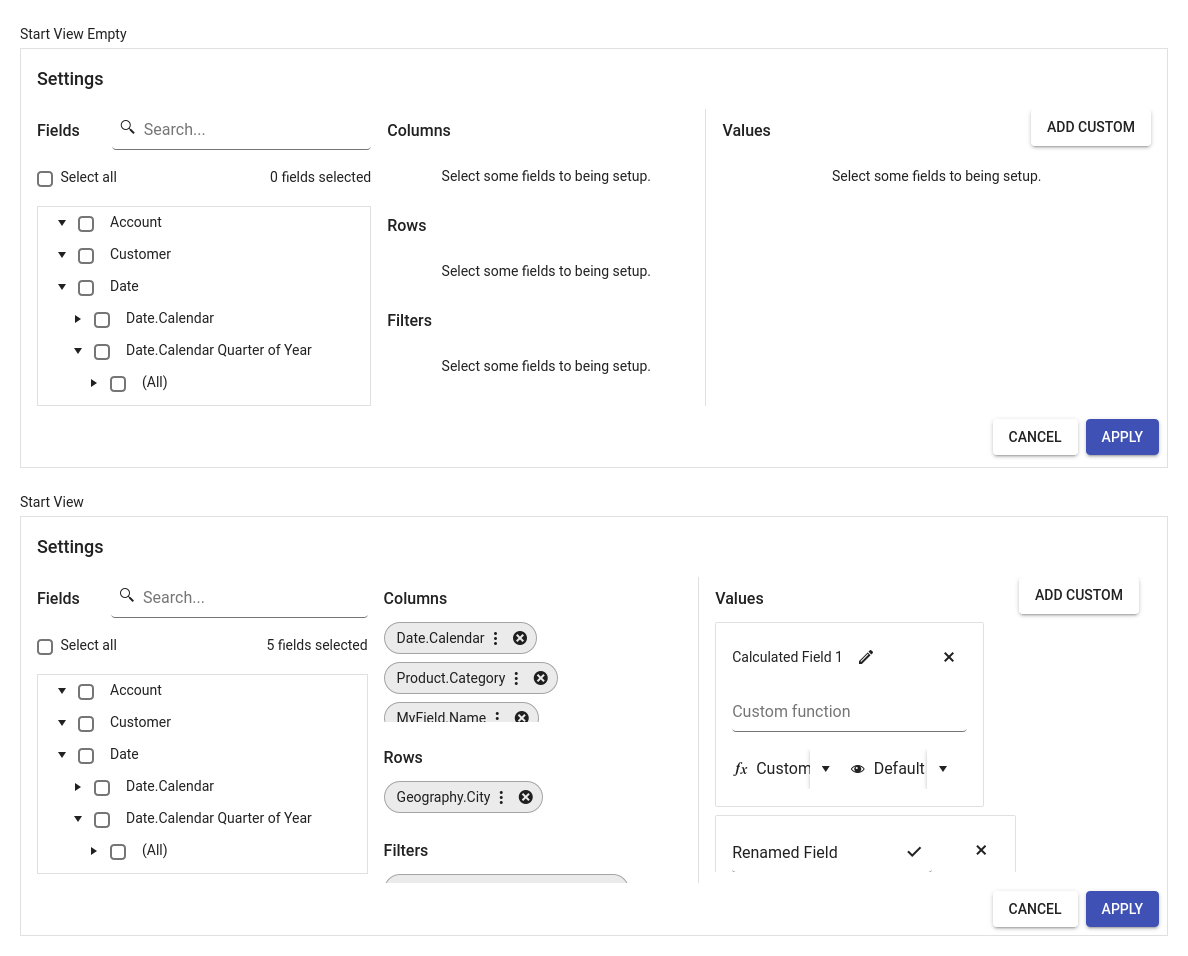 Start View Empty
Settings
Fields
Search...
Select all
0 fields selected
Account
Customer
Date
Date.Calendar
Date.Calendar Quarter of Year
(All)
Columns
Select some fields to being setup.
Rows
Select some fields to being setup.
Filters
Select some fields to being setup.
Values
ADD CUSTOM
Select some fields to being setup.
CANCEL
APPLY
Start View
Settings
Fields
Search...
Select all
5 fields selected
Account
Customer
Date
Date.Calendar
Date.Calendar Quarter of Year
(All)
Columns
Date.Calendar
Product.Category
MyField.Name
Rows
Geography.City
Filters
Values
ADD CUSTOM
Calculated Field 1
Custom function
fx Custom
Default
Renamed Field
CANCEL
APPLY